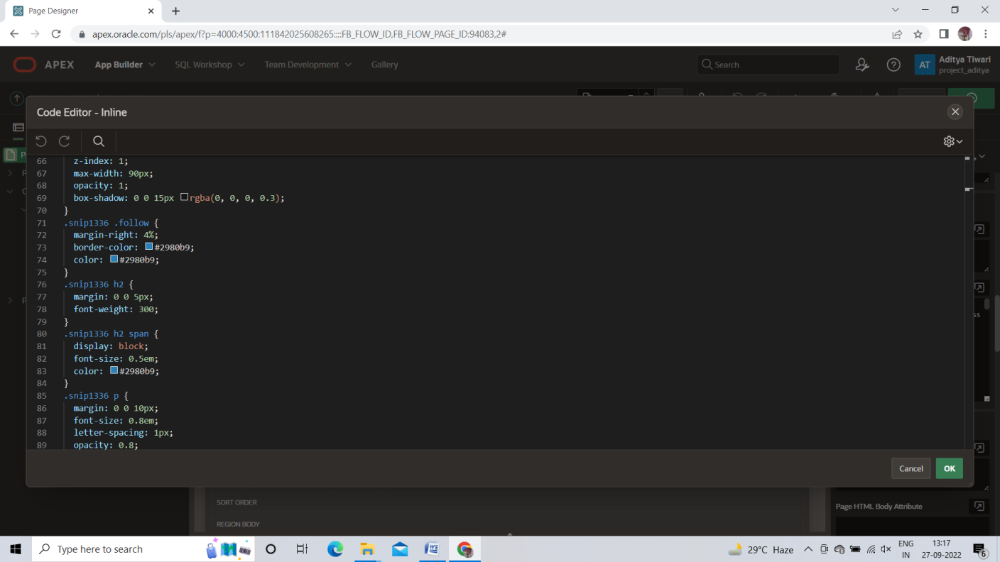 Page Designer
apex.oracle.com/pls/apex/f?p=4000:4500:111842025608265::::FB_FLOW_ID,FB_FLOW_PAGE_ID:94083,2#
APEX App Builder SQL Workshop Team Development Gallery Search AT Aditya Tiwari
project_aditya
Code Editor - Inline
66 z-index: 1;
67 max-width: 90px;
68 opacity: 1;
69 box-shadow: 0 0 15px rgba(0, 0, 0, 0.3);
70 }
71 .snip1336 .follow {
72 margin-right: 4%;
73 border-color: #2980b9;
74 color: #2980b9;
75 }
76 .snip1336 h2 {
77 margin: 0 0 5px;
78 font-weight: 300;
79 }
80 .snip1336 h2 span {
81 display: block;
82 font-size: 0.5em;
83 color: #2980b9;
84 }
85 .snip1336 p {
86 margin: 0 0 10px;
87 font-size: 0.8em;
88 letter-spacing: 1px;
89 opacity: 0.8;
Cancel OK
SORT ORDER
Page HTML Body Attribute
REGION BODY
Type here to search
29°C Haze
ENG
IN
13:17
27-09-2022
6